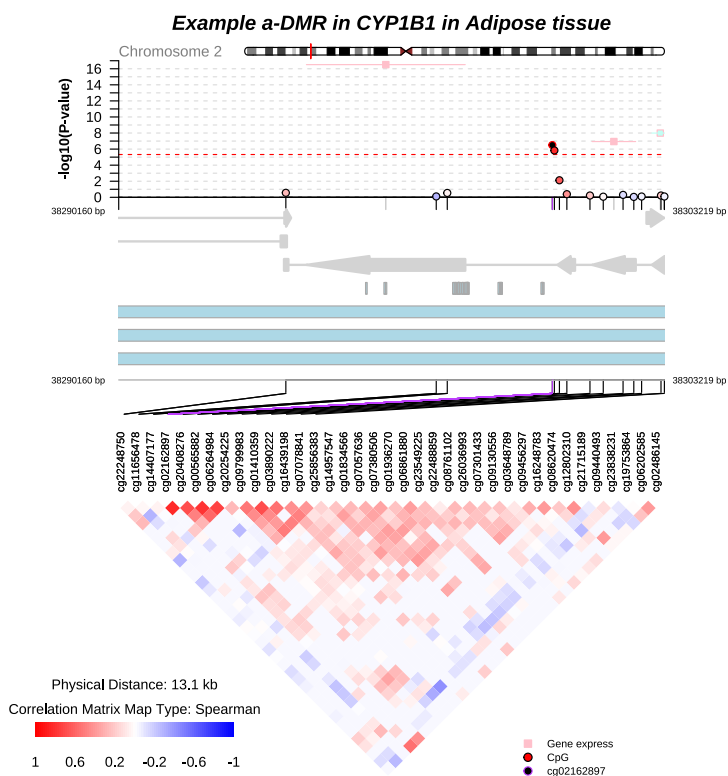 Example a-DMR in CYP1B1 in Adipose tissue
Chromosome 2
-log10(P-value)
16
14
12
10
8
6
4
2
0
38290160 bp
38303219 bp
38290160 bp
38303219 bp
cg22248750
cg11656478
cg14407177
cg02162897
cg20408276
cg00565882
cg06264984
cg20254225
cg09799983
cg01410359
cg03890222
cg16439198
cg07078841
cg25856383
cg14957547
cg01834566
cg07057636
cg07380506
cg01936270
cg06861880
cg23549225
cg22488859
cg08761102
cg26036993
cg07301433
cg09130556
cg03648789
cg09456297
cg16248783
cg08620474
cg12802310
cg21715189
cg09440493
cg23838231
cg19753864
cg06202585
cg02486145
Physical Distance: 13.1 kb
Correlation Matrix Map Type: Spearman
1 0.6 0.2 -0.2 -0.6 -1
Gene express
CpG
cg02162897